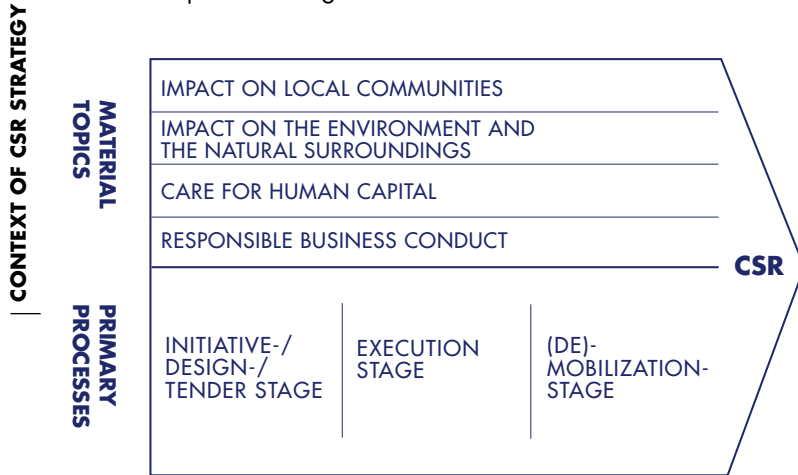 CONTEXT OF CSR STRATEGY
MATERIAL
TOPICS
IMPACT ON LOCAL COMMUNITIES
IMPACT ON THE ENVIRONMENT AND
THE NATURAL SURROUNDINGS
CARE FOR HUMAN CAPITAL
RESPONSIBLE BUSINESS CONDUCT
CSR
PRIMARY
PROCESSES
INITIATIVE-/
DESIGN-/
TENDER STAGE
EXECUTION
STAGE
(DE)-
MOBILIZATION-
STAGE